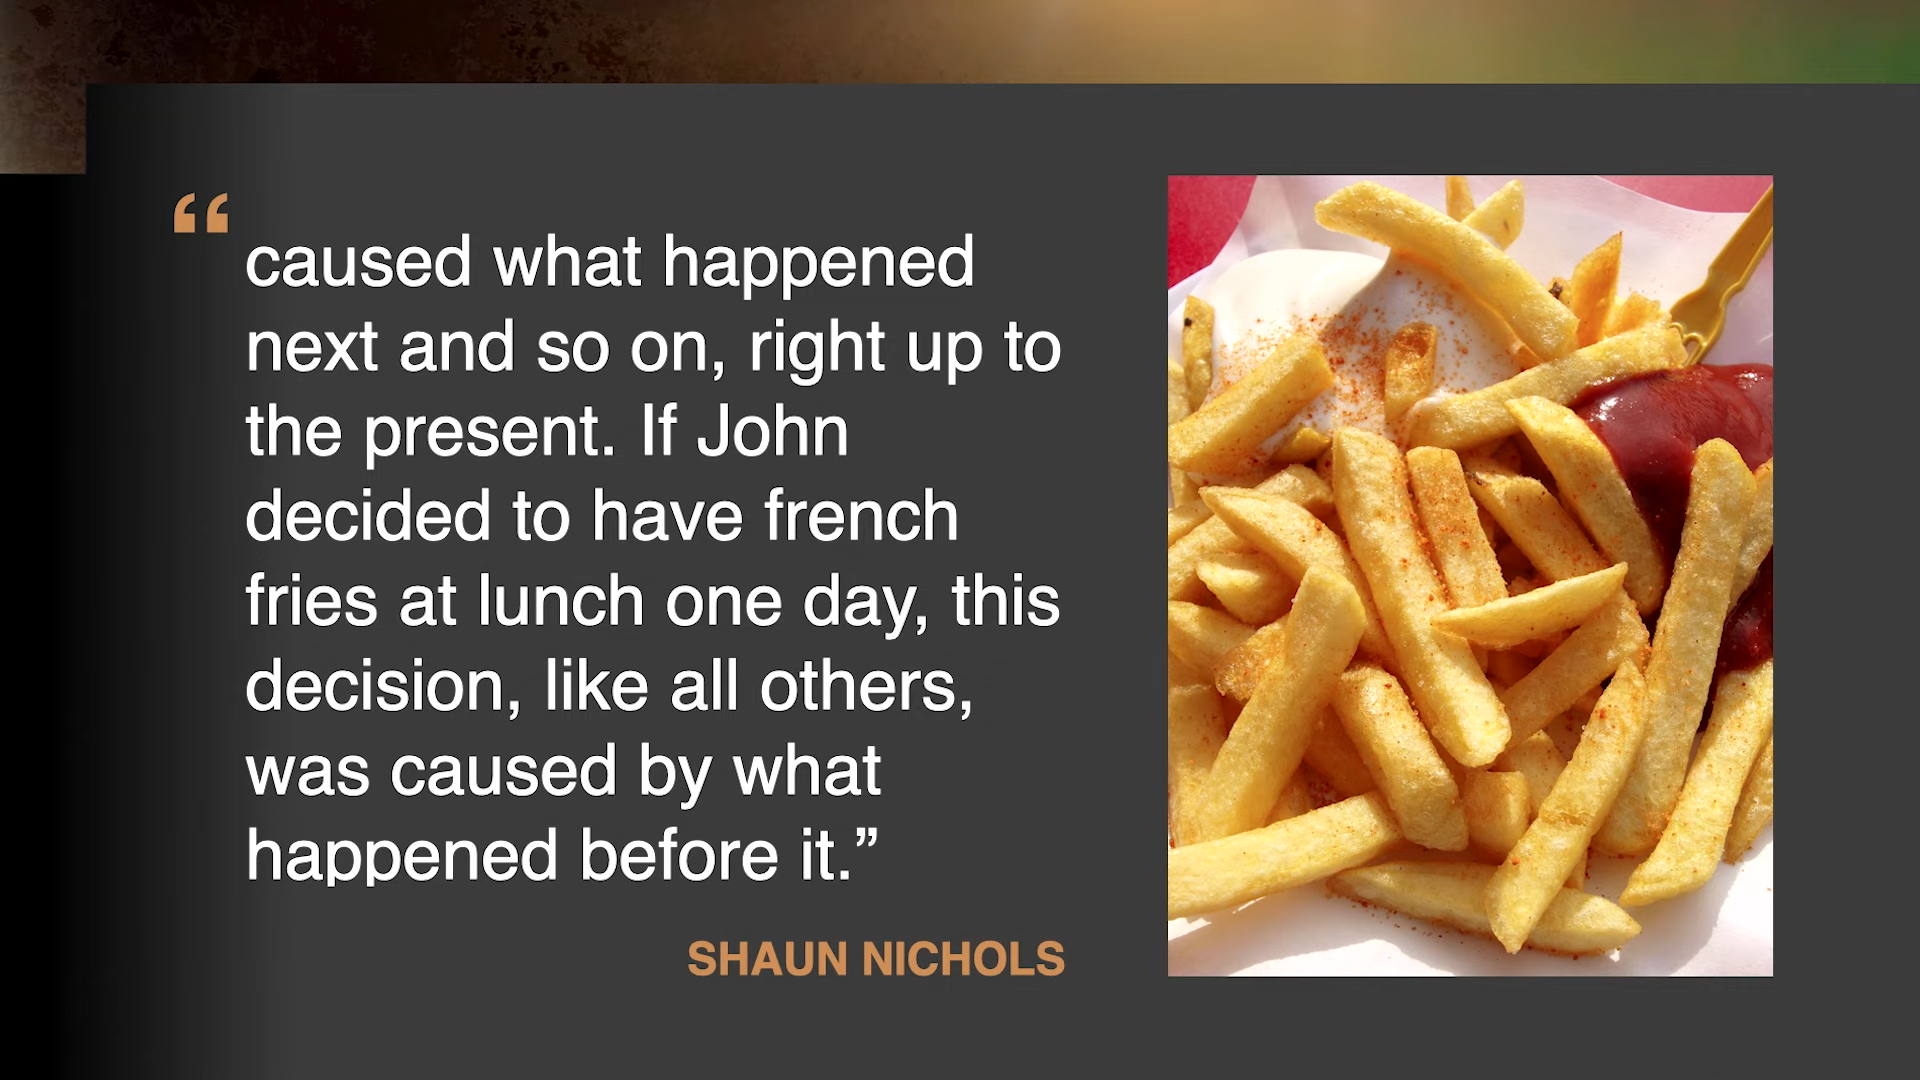 “caused what happened
next and so on, right up to
the present. If John
decided to have french
fries at lunch one day, this
decision, like all others,
was caused by what
happened before it.”
SHAUN NICHOLS